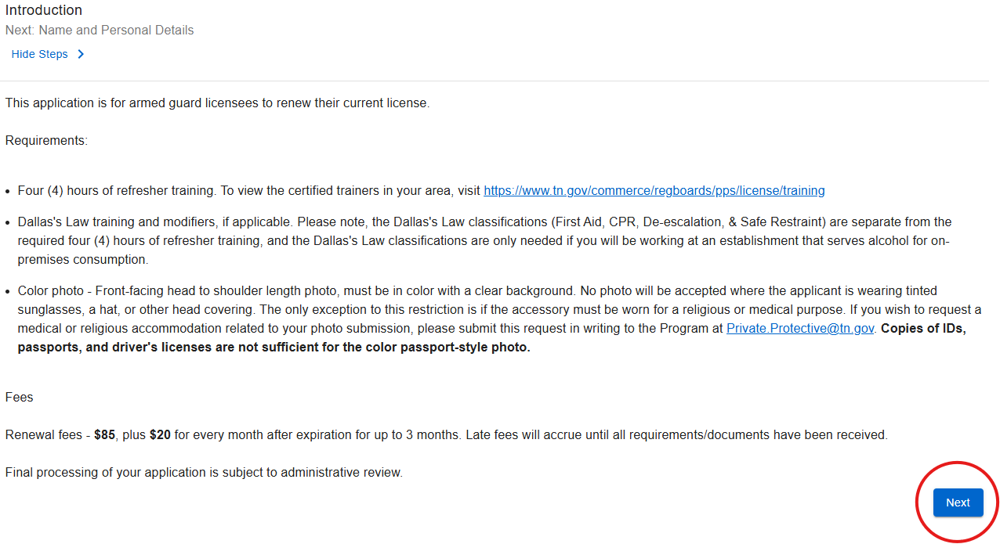 Introduction
Next: Name and Personal Details
Hide Steps
This application is for armed guard licensees to renew their current license.
Requirements:
Four (4) hours of refresher training. To view the certified trainers in your area, visit https://www.tn.gov/commerce/regboards/pps/license/training
Dallas's Law training and modifiers, if applicable. Please note, the Dallas's Law classifications (First Aid, CPR, De-escalation, & Safe Restraint) are separate from the
required four (4) hours of refresher training, and the Dallas's Law classifications are only needed if you will be working at an establishment that serves alcohol for on-
premises consumption.
Color photo - Front-facing head to shoulder length photo, must be in color with a clear background. No photo will be accepted where the applicant is wearing tinted
sunglasses, a hat, or other head covering. The only exception to this restriction is if the accessory must be worn for a religious or medical purpose. If you wish to request a
medical or religious accommodation related to your photo submission, please submit this request in writing to the Program at Private.Protective@tn.gov. Copies of IDs,
passports, and driver's licenses are not sufficient for the color passport-style photo.
Fees
Renewal fees - $85, plus $20 for every month after expiration for up to 3 months. Late fees will accrue until all requirements/documents have been received.
Final processing of your application is subject to administrative review.
Next